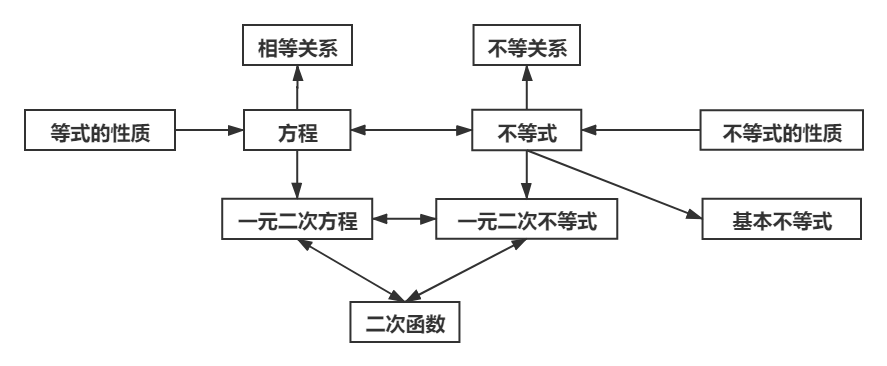 相等关系
不等关系
等式的性质
方程
不等式
不等式的性质
一元二次方程
一元二次不等式
基本不等式
二次函数